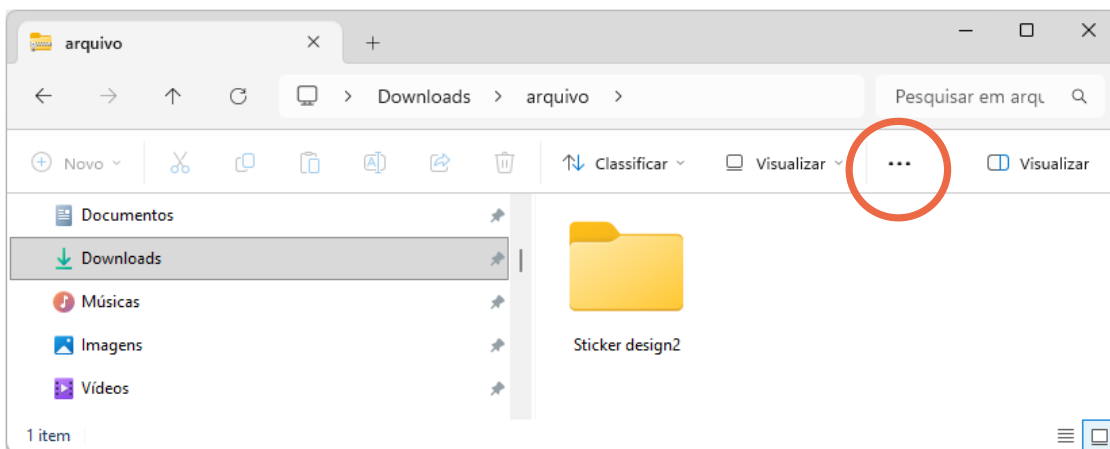 arquivo
Downloads > arquivo >
Pesquisar em arqu
Novo
Classificar
Visualizar
...
Visualizar
Documentos
Downloads
Músicas
Imagens
Vídeos
Sticker design2
1 item